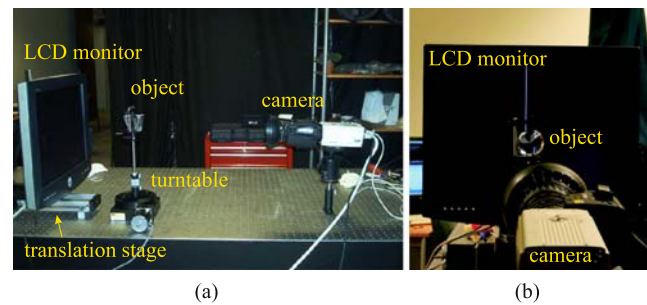 LCD monitor
object
camera
turntable
translation stage
(a)
LCD monitor
object
camera
(b)